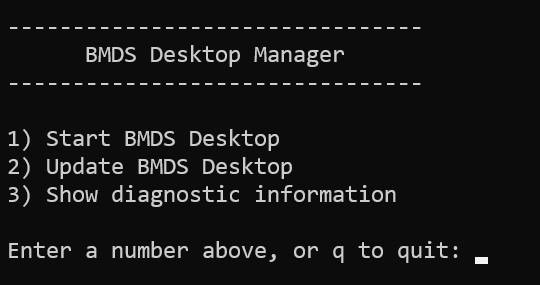 --------------------------------
BMDS Desktop Manager
--------------------------------
1) Start BMDS Desktop
2) Update BMDS Desktop
3) Show diagnostic information
Enter a number above, or q to quit: